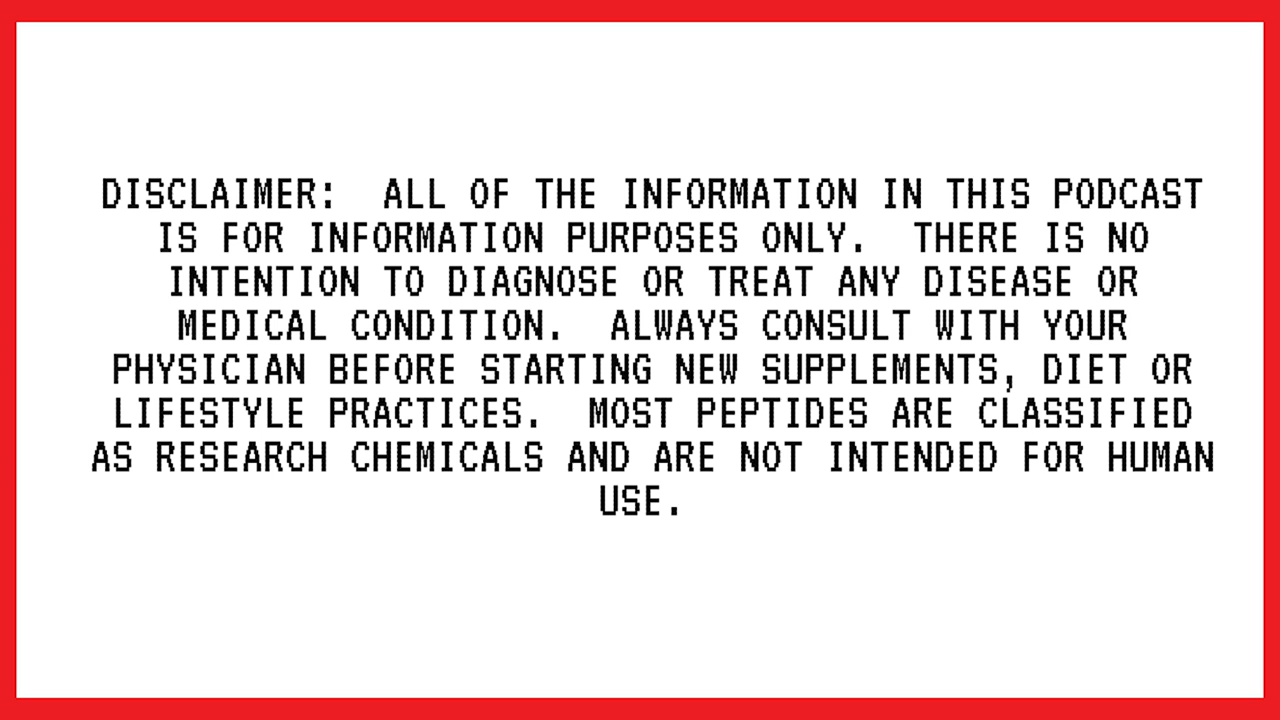 DISCLAIMER:  ALL OF THE INFORMATION IN THIS PODCAST
IS FOR INFORMATION PURPOSES ONLY.  THERE IS NO
INTENTION TO DIAGNOSE OR TREAT ANY DISEASE OR
MEDICAL CONDITION.  ALWAYS CONSULT WITH YOUR
PHYSICIAN BEFORE STARTING NEW SUPPLEMENTS, DIET OR
LIFESTYLE PRACTICES.  MOST PEPTIDES ARE CLASSIFIED
AS RESEARCH CHEMICALS AND ARE NOT INTENDED FOR HUMAN
USE.